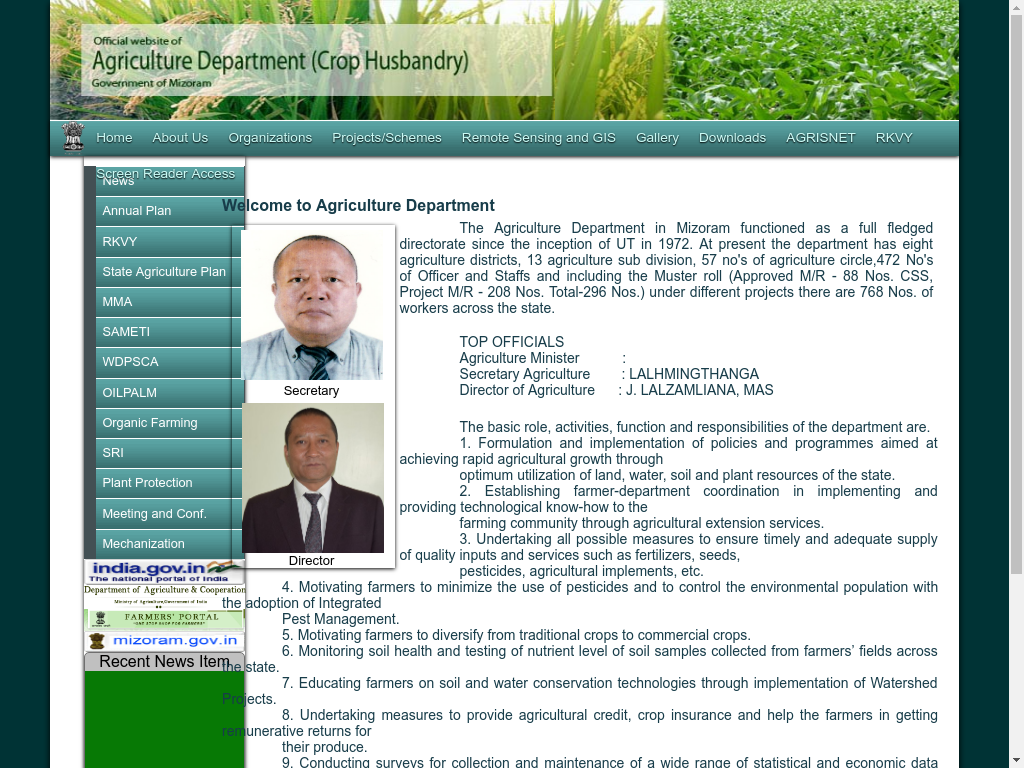 Official website of
Agriculture Department (Crop Husbandry)
Government of Mizoram
Home About Us Organizations Projects/Schemes Remote Sensing and GIS Gallery Downloads AGRISNET RKVY
Screen Reader Access
News
Annual Plan
RKVY
State Agriculture Plan
MMA
SAMETI
WDPSCA
OILPALM
Organic Farming
SRI
Plant Protection
Meeting and Conf.
Mechanization
india.gov.in
The national portal of India
Department of Agriculture & Cooperation
Ministry of Agriculture,Government of India
FARMERS' PORTAL
"ONE STOP SHOP FOR FARMERS"
mizoram.gov.in
Recent News Item
Welcome to Agriculture Department
Secretary
Director
The Agriculture Department in Mizoram functioned as a full fledged
directorate since the inception of UT in 1972. At present the department has eight
agriculture districts, 13 agriculture sub division, 57 no's of agriculture circle,472 No's
of Officer and Staffs and including the Muster roll (Approved M/R - 88 Nos. CSS,
Project M/R - 208 Nos. Total-296 Nos.) under different projects there are 768 Nos. of
workers across the state.
TOP OFFICIALS
Agriculture Minister :
Secretary Agriculture : LALHMINGTHANGA
Director of Agriculture : J. LALZAMLIANA, MAS
The basic role, activities, function and responsibilities of the department are.
1. Formulation and implementation of policies and programmes aimed at
achieving rapid agricultural growth through
optimum utilization of land, water, soil and plant resources of the state.
2. Establishing farmer-department coordination in implementing and
providing technological know-how to the
farming community through agricultural extension services.
3. Undertaking all possible measures to ensure timely and adequate supply
of quality inputs and services such as fertilizers, seeds,
pesticides, agricultural implements, etc.
4. Motivating farmers to minimize the use of pesticides and to control the environmental population with
the adoption of Integrated
Pest Management.
5. Motivating farmers to diversify from traditional crops to commercial crops.
6. Monitoring soil health and testing of nutrient level of soil samples collected from farmers’ fields across
the state.
7. Educating farmers on soil and water conservation technologies through implementation of Watershed
Projects.
8. Undertaking measures to provide agricultural credit, crop insurance and help the farmers in getting
remunerative returns for
their produce.
9. Conducting surveys for collection and maintenance of a wide range of statistical and economic data